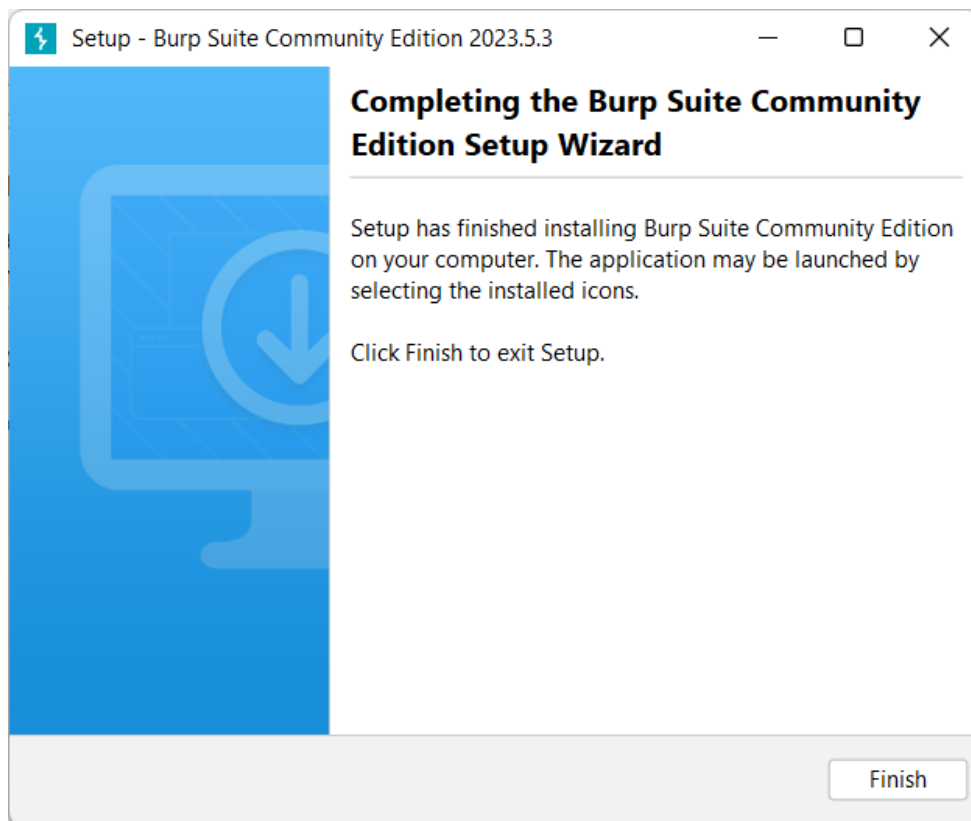 Setup - Burp Suite Community Edition 2023.5.3
Completing the Burp Suite Community
Edition Setup Wizard
Setup has finished installing Burp Suite Community Edition
on your computer. The application may be launched by
selecting the installed icons.
Click Finish to exit Setup.
Finish